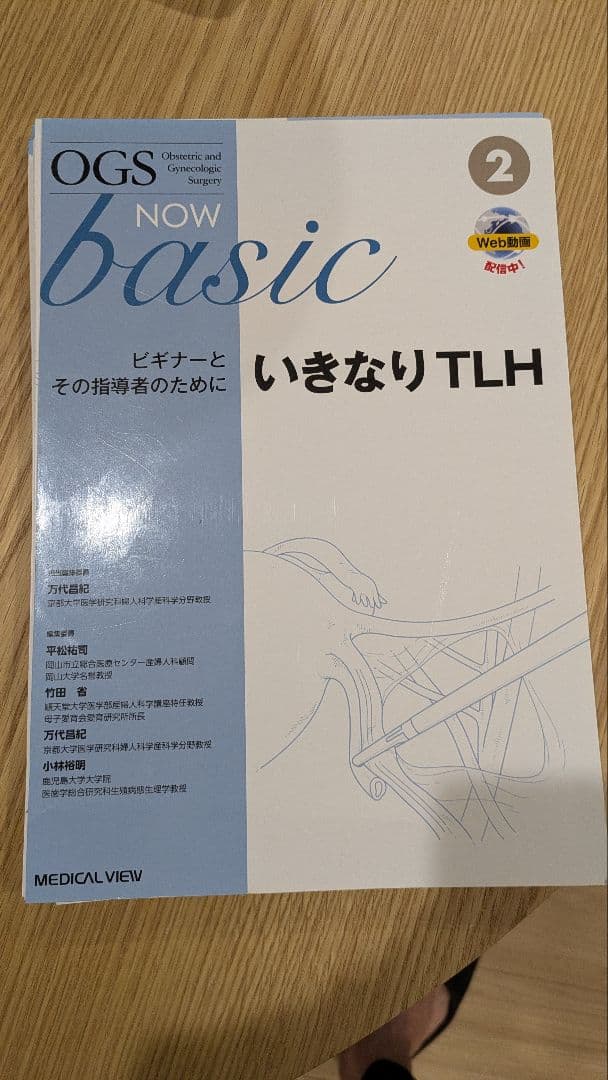 OGS
Obstetric and
Gynecologic
Surgery
NOW
basic
2
Web動画
配信中!
ビギナーと
その指導者のために
いきなりTLH
担当編集委員
万代昌紀
京都大学医学研究科婦人科学産科学分野教授
編集委員
平松祐司
岡山市立総合医療センター産婦人科顧問
岡山大学名誉教授
竹田 省
順天堂大学医学部産婦人科学講座特任教授
母子愛育会愛育研究所所長
万代昌紀
京都大学医学研究科婦人科学産科学分野教授
小林裕明
鹿児島大学大学院
医歯学総合研究科生殖病態生理学教授
MEDICAL VIEW